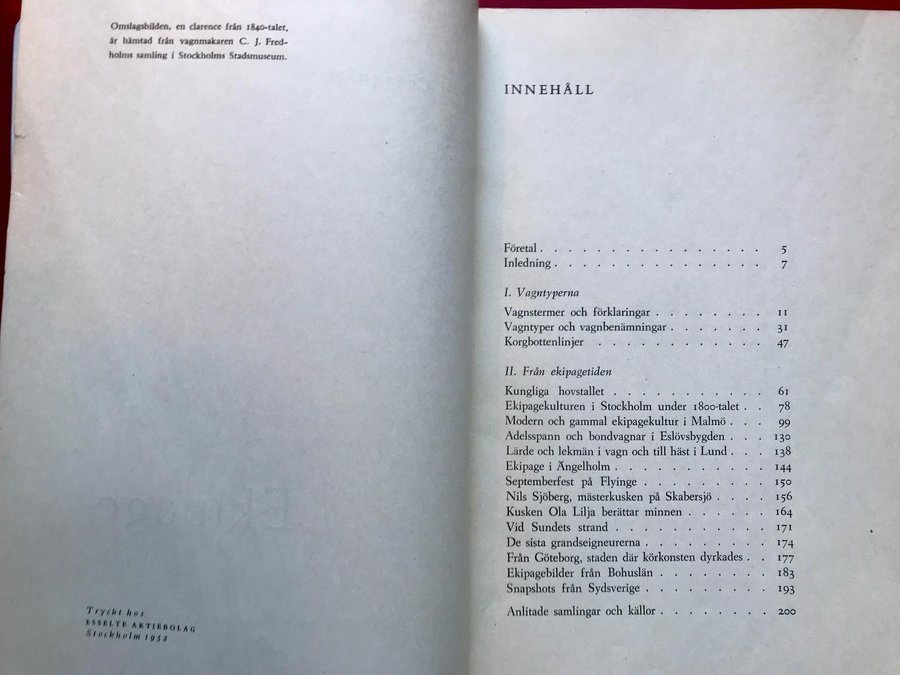 Omslagsbilden, en clarence från 1840-talet,
är hämtad från vagnmakaren C. J. Fred-
holms samling i Stockholms Stadsmuseum.
Tryckt hos
ESSELTE AKTIEBOLAG
Stockholm 1952
INNEHÅLL
Företal . . . . . . . . . . . . . . . . 5
Inledning . . . . . . . . . . . . . . . 7
I. Vagntyperna
Vagnstermer och förklaringar . . . . . . . . 11
Vagntyper och vagnbenämningar . . . . . . . 31
Korgbottenlinjer . . . . . . . . . . . . 47
II. Från ekipagetiden
Kungliga hovstallet . . . . . . . . . . . 61
Ekipagekulturen i Stockholm under 1800-talet . . 78
Modern och gammal ekipagekultur i Malmö . . . 99
Adelsspann och bondvagnar i Eslövsbygden . . . 130
Lärde och lekmän i vagn och till häst i Lund . . . 138
Ekipage i Ängelholm . . . . . . . . . . . 144
Septemberfest på Flyinge . . . . . . . . . 150
Nils Sjöberg, mästerkusken på Skabersjö . . . . 156
Kusken Ola Lilja berättar minnen . . . . . . 164
Vid Sundets strand . . . . . . . . . . . 171
De sista grandseigneurerna . . . . . . . . . 174
Från Göteborg, staden där körkonsten dyrkades . . 177
Ekipagebilder från Bohuslän . . . . . . . . 183
Snapshots från Sydsverige . . . . . . . . . 193
Anlitade samlingar och källor . . . . . . . . 200